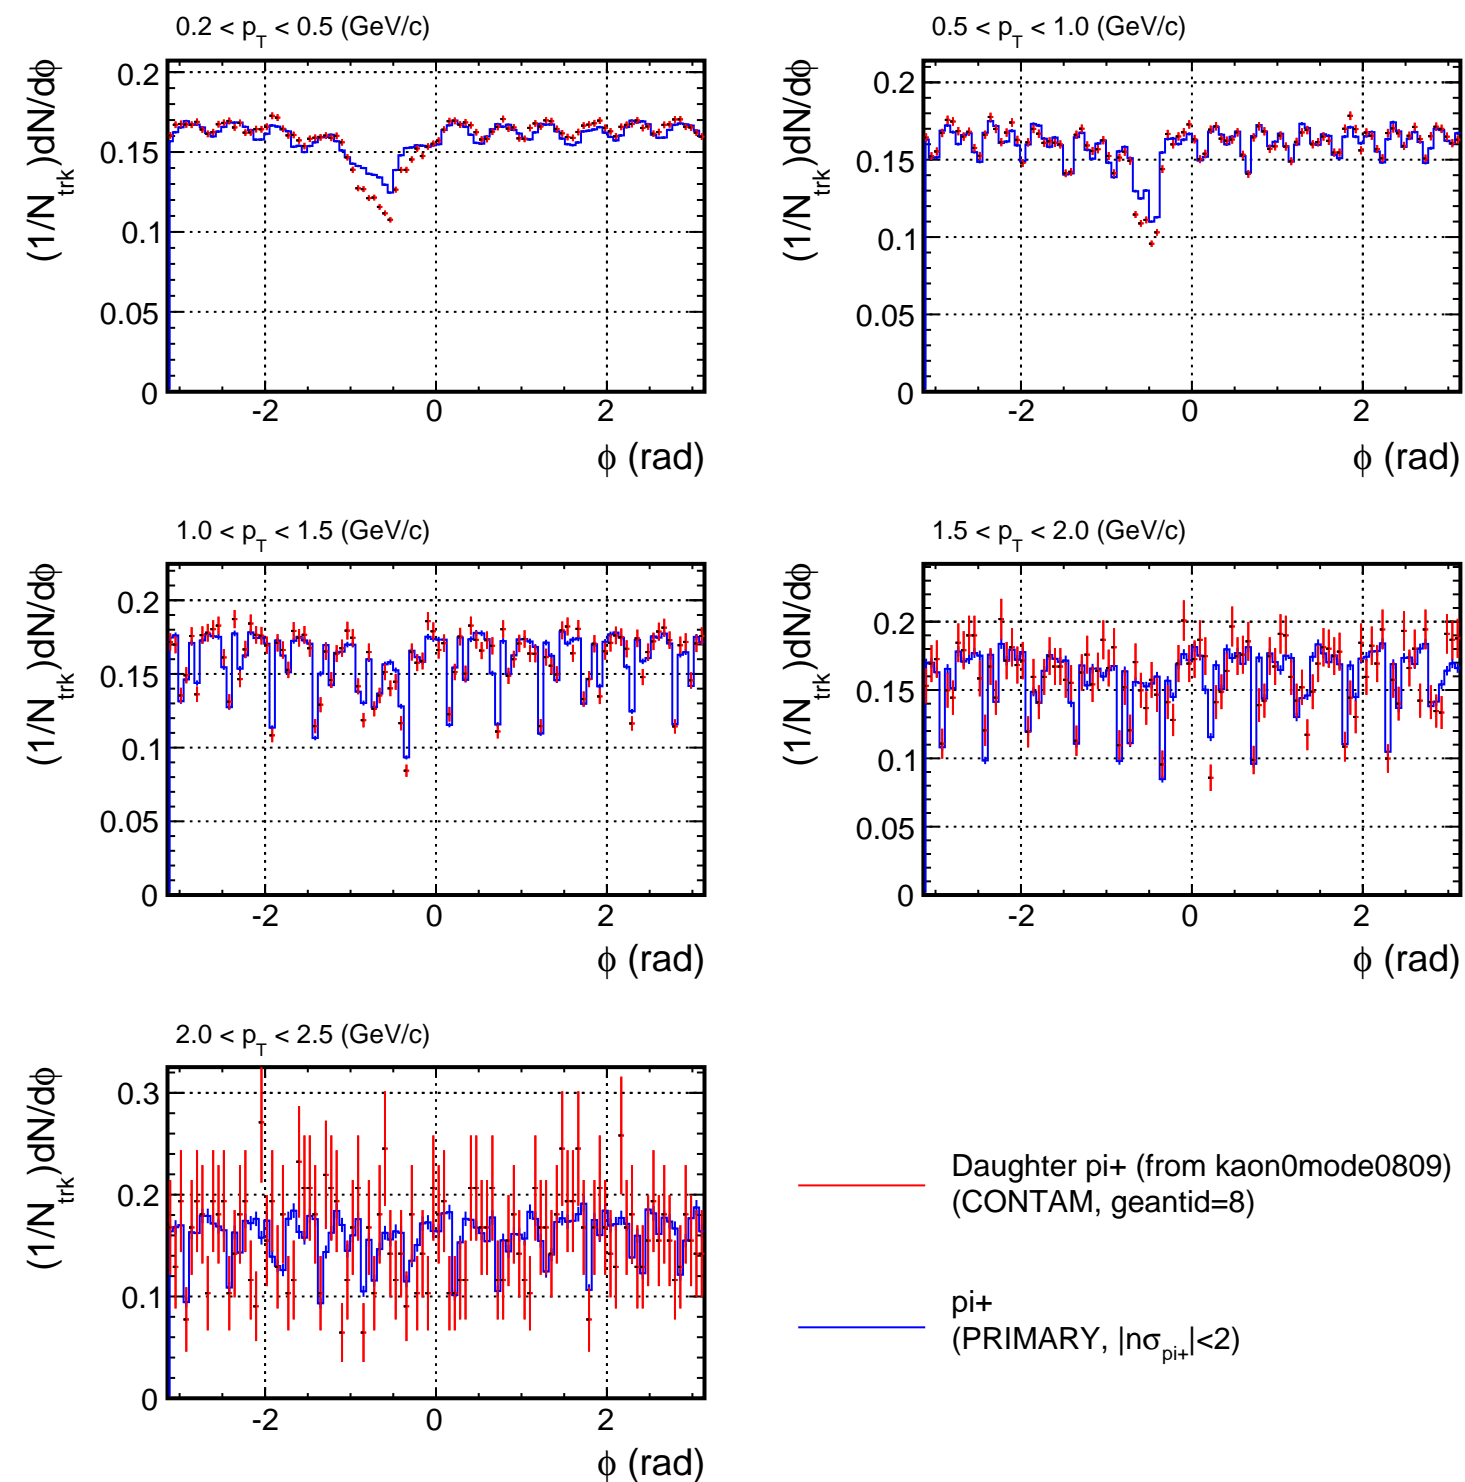 0.2 < p_T < 0.5 (GeV/c)
(1/N_trk)dN/dϕ
0.2
0.15
0.1
0.05
0
-2 0 2
ϕ (rad)
0.5 < p_T < 1.0 (GeV/c)
(1/N_trk)dN/dϕ
0.2
0.15
0.1
0.05
0
-2 0 2
ϕ (rad)
1.0 < p_T < 1.5 (GeV/c)
(1/N_trk)dN/dϕ
0.2
0.15
0.1
0.05
0
-2 0 2
ϕ (rad)
1.5 < p_T < 2.0 (GeV/c)
(1/N_trk)dN/dϕ
0.2
0.15
0.1
0.05
0
-2 0 2
ϕ (rad)
2.0 < p_T < 2.5 (GeV/c)
(1/N_trk)dN/dϕ
0.3
0.2
0.1
0
-2 0 2
ϕ (rad)
Daughter pi+ (from kaon0mode0809)
(CONTAM, geantid=8)
pi+
(PRIMARY, |nσ_pi+|<2)